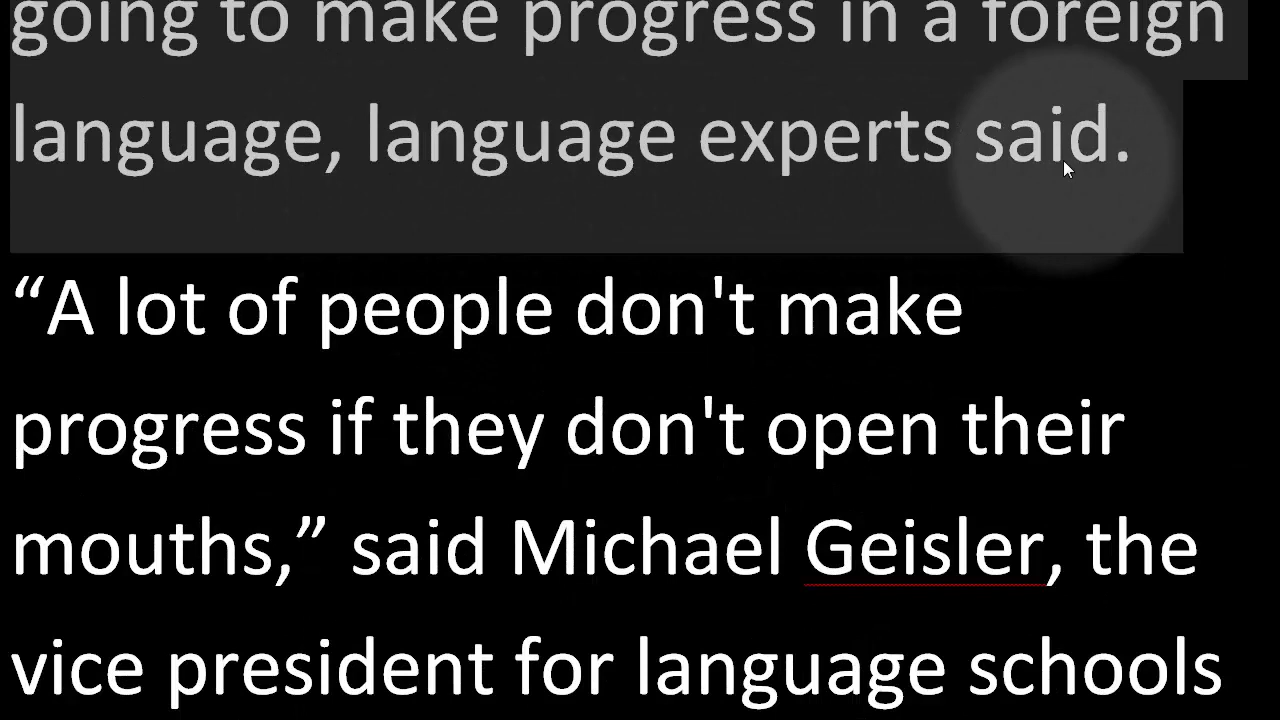 going to make progress in a foreign
language, language experts said.
“A lot of people don't make
progress if they don't open their
mouths,” said Michael Geisler, the
vice president for language schools